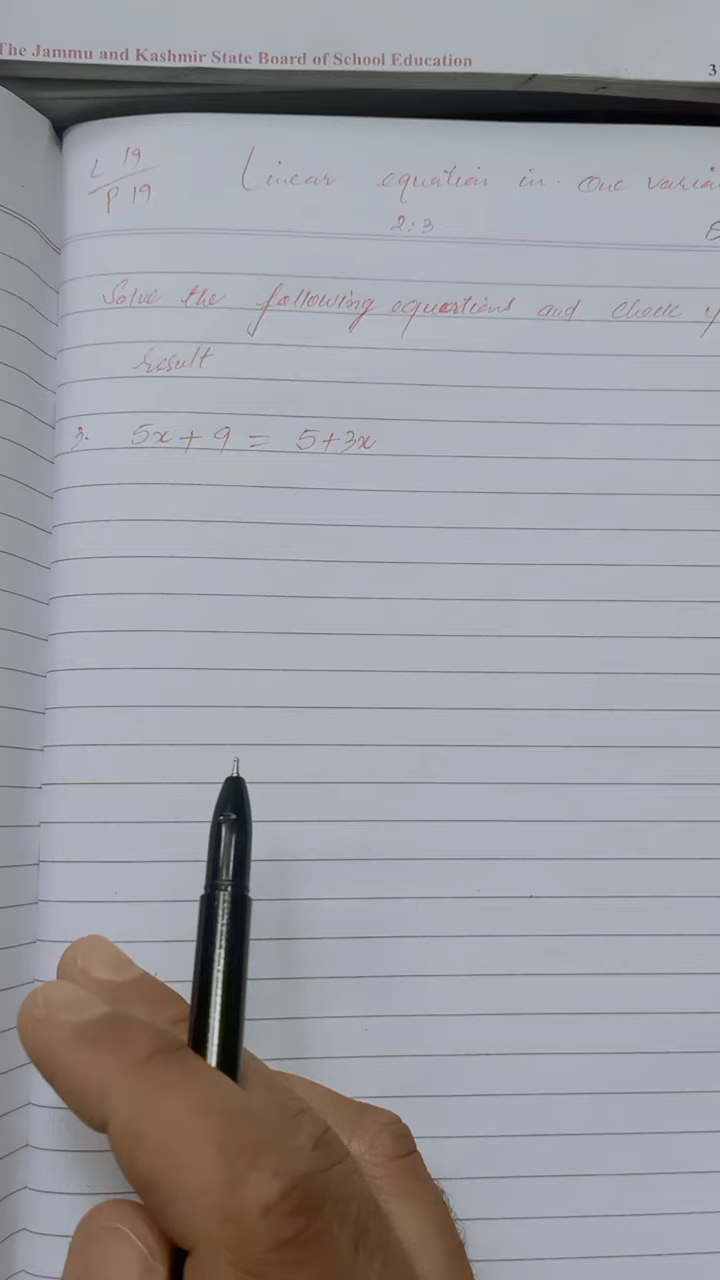 The Jammu and Kashmir State Board of School Education
L 19
P 19
Linear equation in one
2:3
Solve the following equations and check
result
3. 5x + 9 = 5+3x